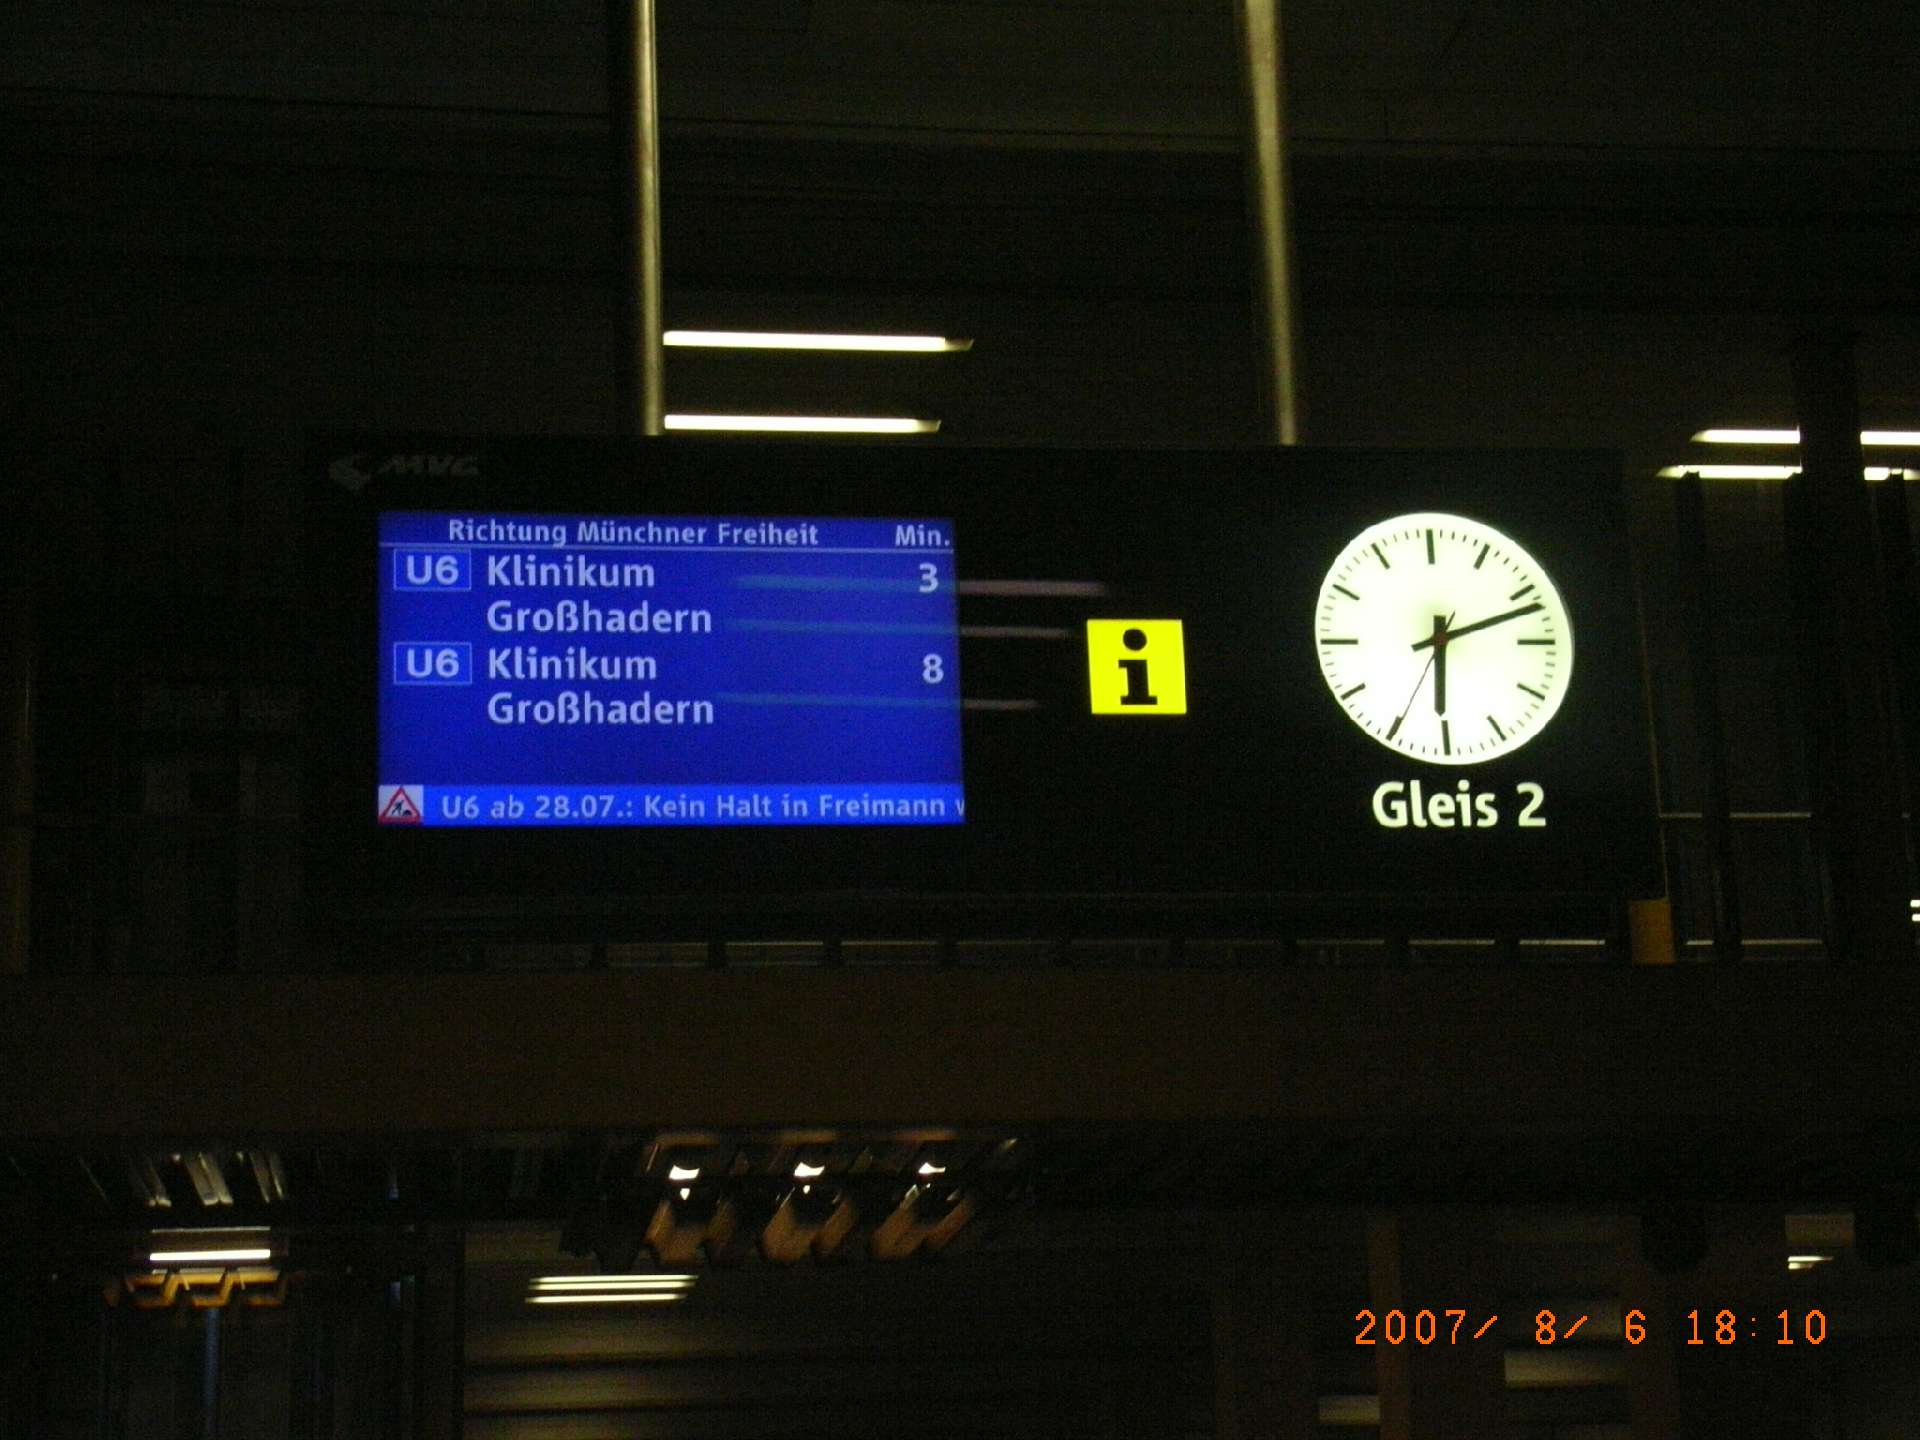 MVG
Richtung Münchner Freiheit Min.
U6 Klinikum 3
Großhadern
U6 Klinikum 8
Großhadern
U6 ab 28.07.: Kein Halt in Freimann
i
Gleis 2
2007/ 8/ 6 18:10